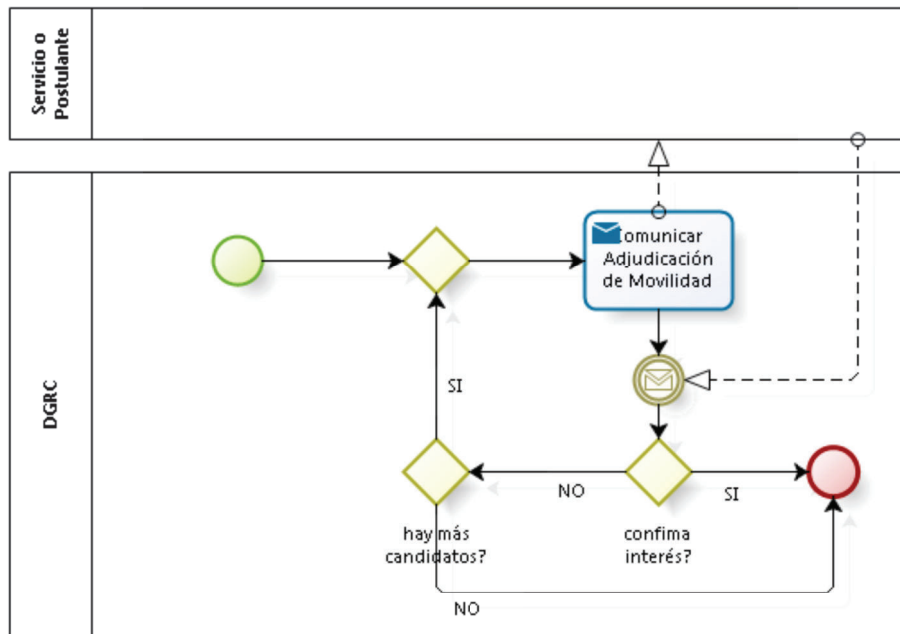 Servicio o
Postulante
DGRC
Comunicar
Adjudicación
de Movilidad
SI
NO
SI
hay más
candidatos?
confima
interés?
NO